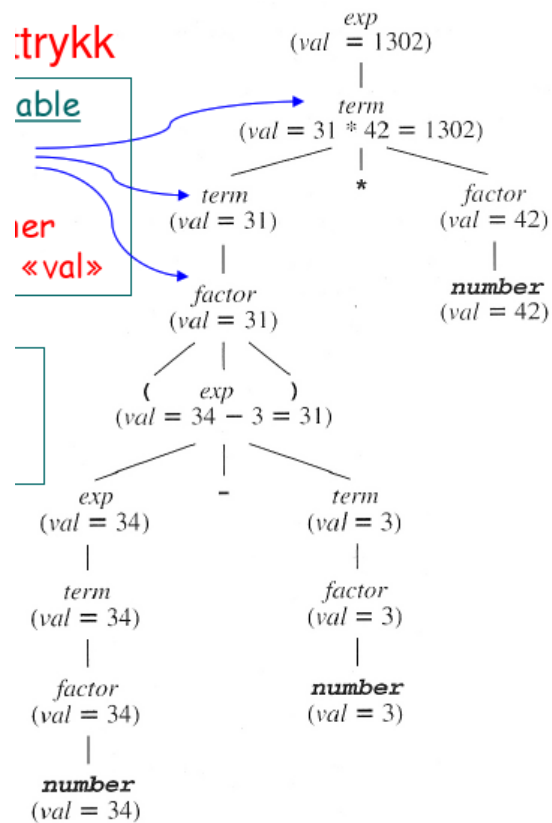 ttrykk
able
ner
«val»
exp
(val = 1302)
term
(val = 31 * 42 = 1302)
term
(val = 31)
*
factor
(val = 42)
factor
(val = 31)
number
(val = 42)
( exp )
(val = 34 − 3 = 31)
exp
(val = 34)
-
term
(val = 3)
term
(val = 34)
factor
(val = 3)
factor
(val = 34)
number
(val = 3)
number
(val = 34)